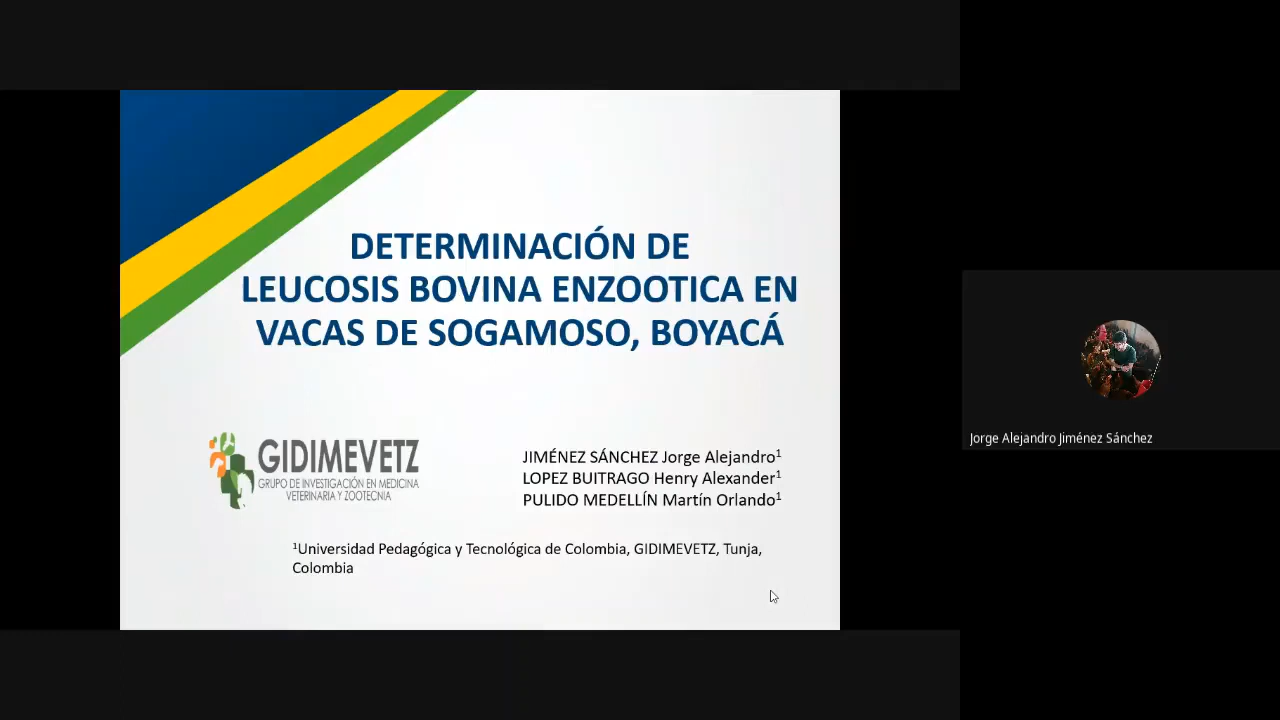 DETERMINACIÓN DE
LEUCOSIS BOVINA ENZOOTICA EN
VACAS DE SOGAMOSO, BOYACÁ
GIDIMEVETZ
GRUPO DE INVESTIGACIÓN EN MEDICINA
VETERINARIA Y ZOOTECNIA
JIMÉNEZ SÁNCHEZ Jorge Alejandro¹
LOPEZ BUITRAGO Henry Alexander¹
PULIDO MEDELLÍN Martín Orlando¹
¹Universidad Pedagógica y Tecnológica de Colombia, GIDIMEVETZ, Tunja,
Colombia
Jorge Alejandro Jiménez Sánchez